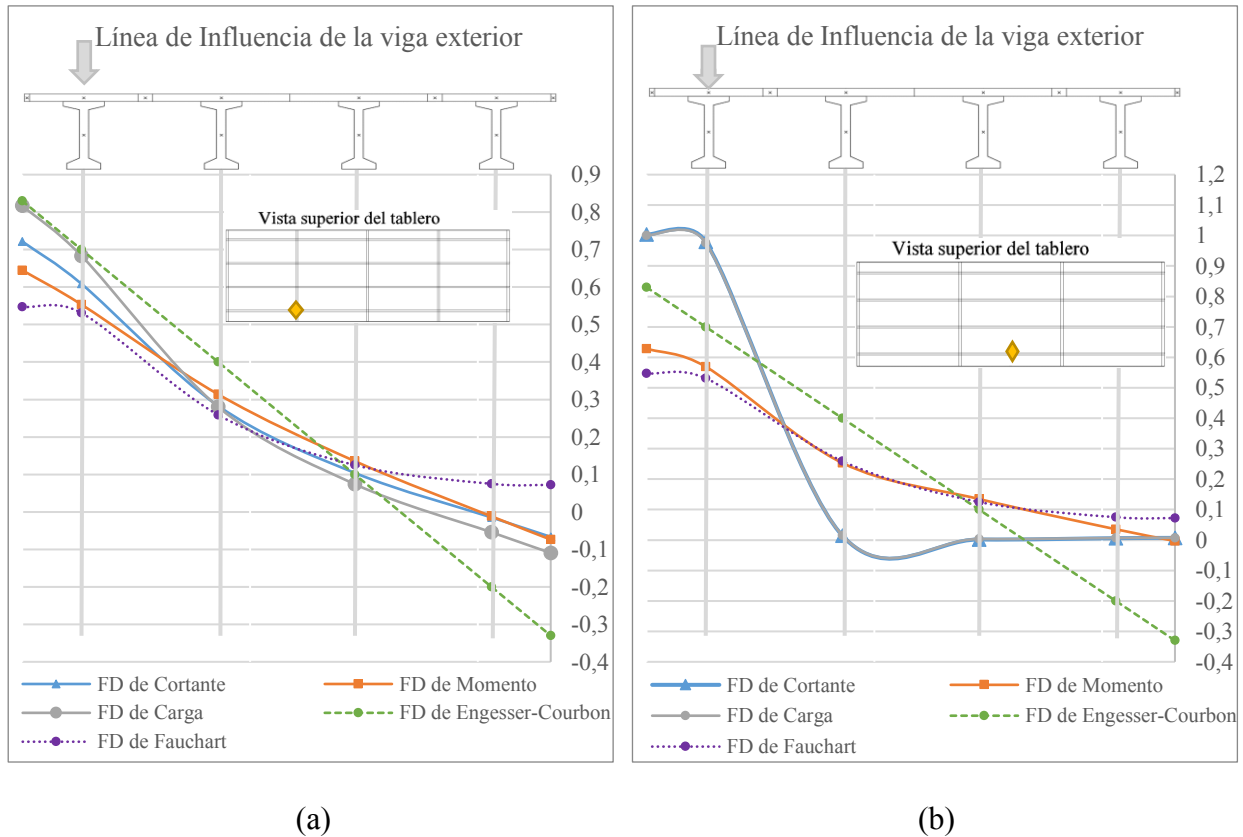 Línea de Influencia de la viga exterior
Vista superior del tablero
0,9
0,8
0,7
0,6
0,5
0,4
0,3
0,2
0,1
0
-0,1
-0,2
-0,3
-0,4
FD de Cortante
FD de Momento
FD de Carga
FD de Engesser-Courbon
FD de Fauchart
(a)
Línea de Influencia de la viga exterior
Vista superior del tablero
1,2
1,1
1
0,9
0,8
0,7
0,6
0,5
0,4
0,3
0,2
0,1
0
-0,1
-0,2
-0,3
-0,4
FD de Cortante
FD de Momento
FD de Carga
FD de Engesser-Courbon
FD de Fauchart
(b)